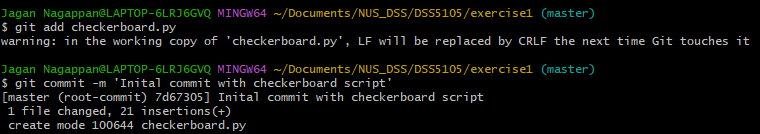 Jagan Nagappan@LAPTOP-6LRJ6GVQ MINGW64 ~/Documents/NUS_DSS/DSS5105/exercise1 (master)
$ git add checkerboard.py
warning: in the working copy of 'checkerboard.py', LF will be replaced by CRLF the next time Git touches it
Jagan Nagappan@LAPTOP-6LRJ6GVQ MINGW64 ~/Documents/NUS_DSS/DSS5105/exercise1 (master)
$ git commit -m 'Inital commit with checkerboard script'
[master (root-commit) 7d67305] Inital commit with checkerboard script
 1 file changed, 21 insertions(+)
 create mode 100644 checkerboard.py